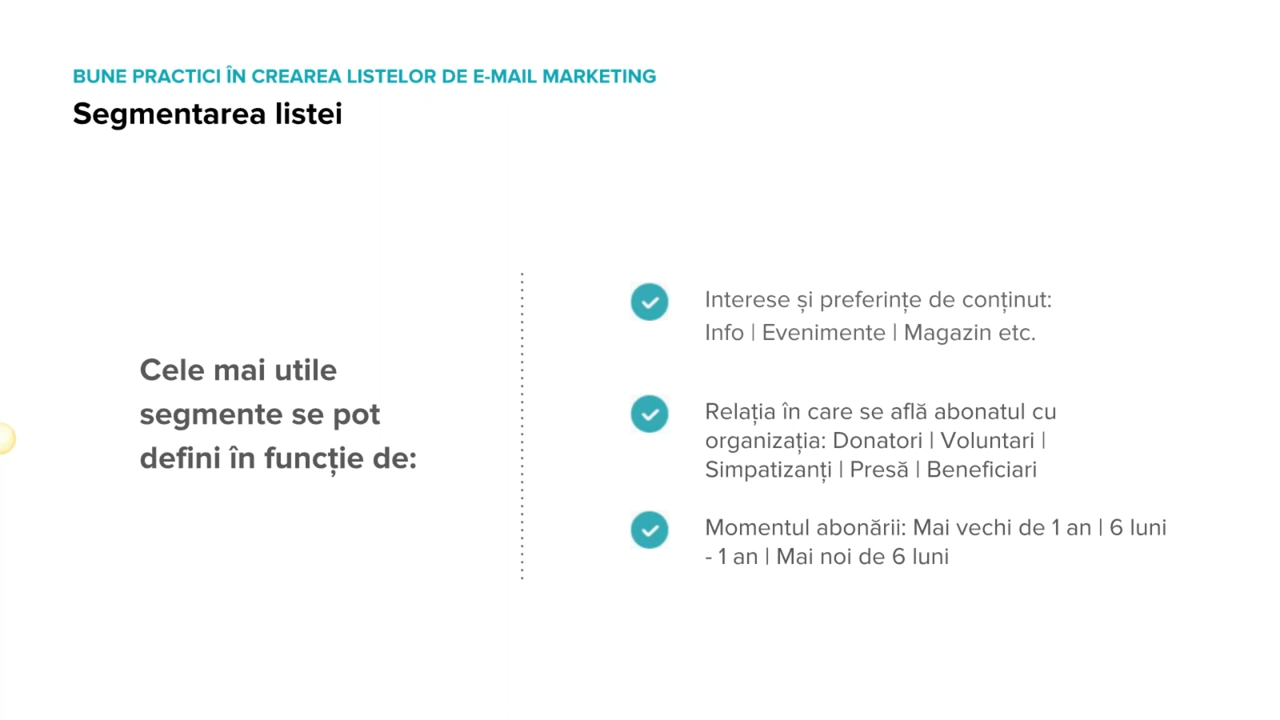 BUNE PRACTICI ÎN CREAREA LISTELOR DE E-MAIL MARKETING
Segmentarea listei
Cele mai utile
segmente se pot
defini în funcție de:
Interese și preferințe de conținut:
Info | Evenimente | Magazin etc.
Relația în care se află abonatul cu
organizația: Donatori | Voluntari |
Simpatizanți | Presă | Beneficiari
Momentul abonării: Mai vechi de 1 an | 6 luni
- 1 an | Mai noi de 6 luni